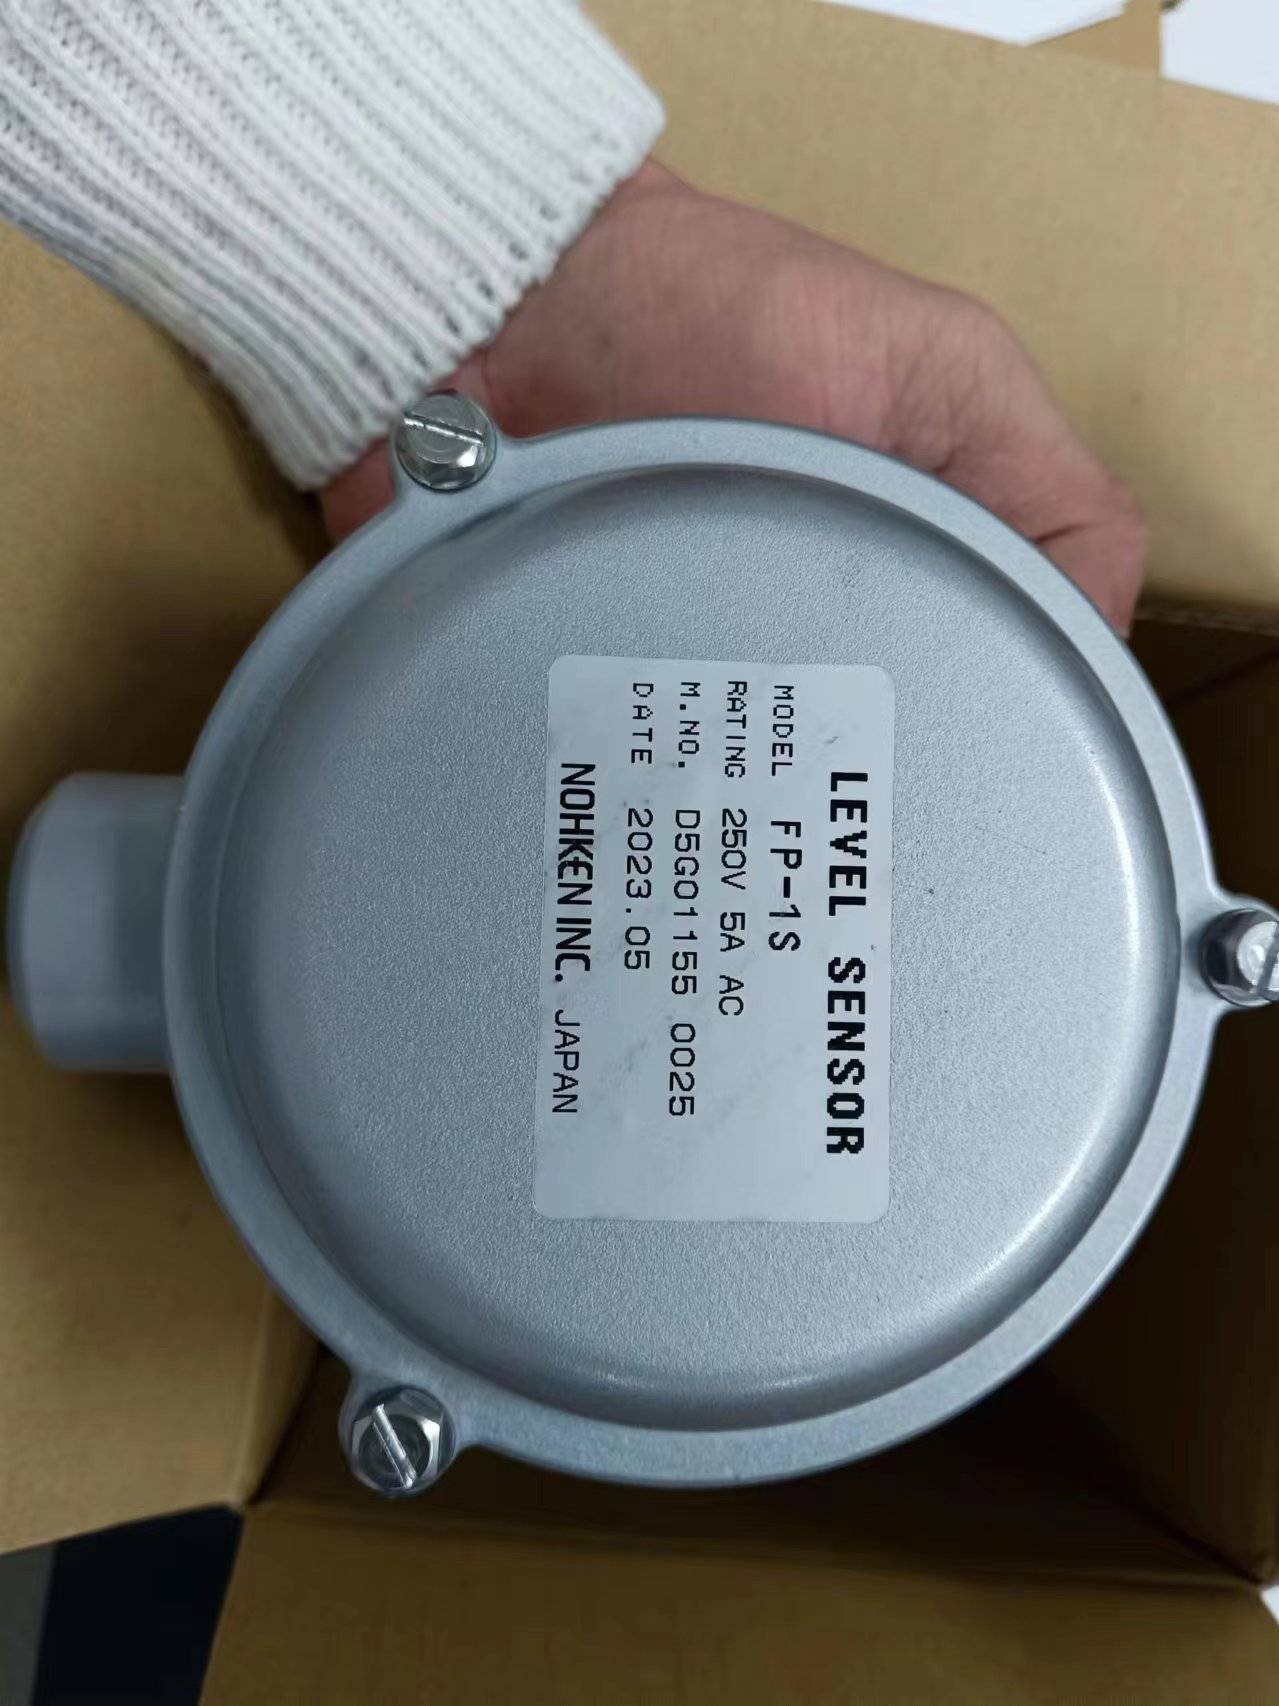 LEVEL SENSOR
MODEL FP-1S
RATING 250V 5A AC
M.NO. D5G01155 0025
DATE 2023.05
NOHKEN INC. JAPAN